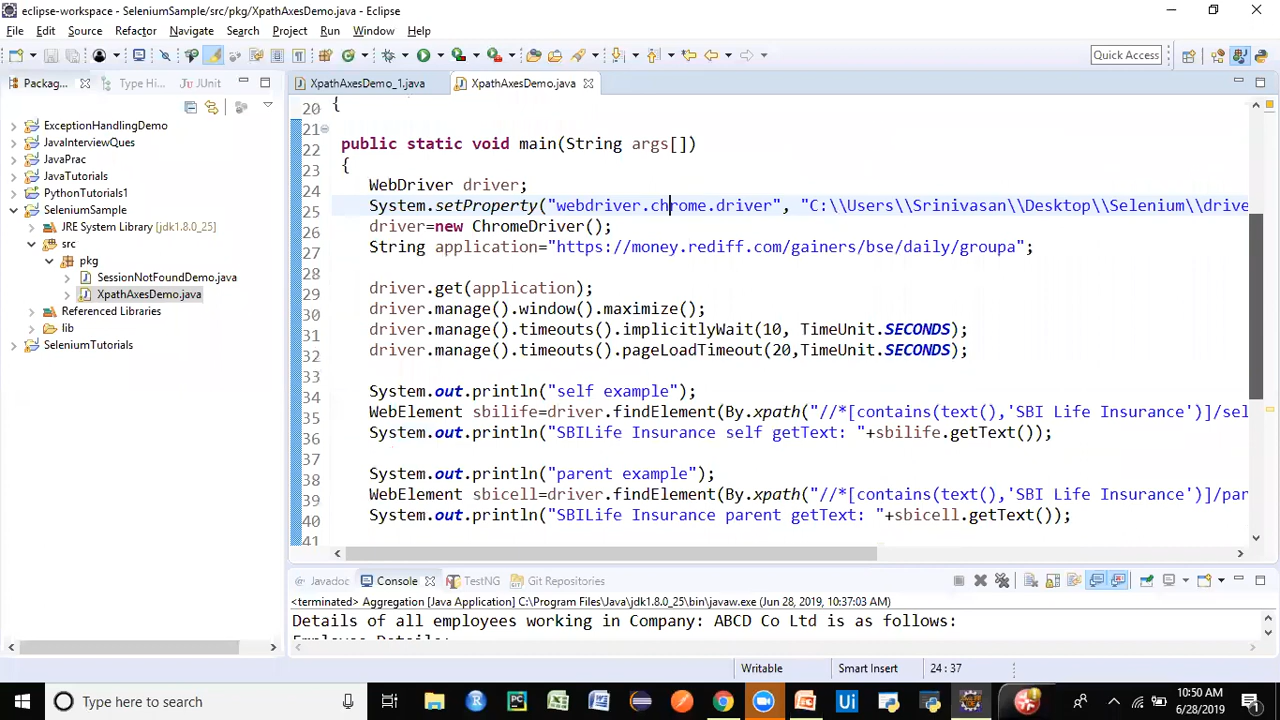 eclipse-workspace - SeleniumSample/src/pkg/XpathAxesDemo.java - Eclipse
File Edit Source Refactor Navigate Search Project Run Window Help
Quick Access
Packag... Type Hi... JUnit
XpathAxesDemo_1.java XpathAxesDemo.java
ExceptionHandlingDemo
JavaInterviewQues
JavaPrac
JavaTutorials
PythonTutorials1
SeleniumSample
JRE System Library [jdk1.8.0_25]
src
pkg
SessionNotFoundDemo.java
XpathAxesDemo.java
Referenced Libraries
lib
SeleniumTutorials
20 {
21
22 public static void main(String args[])
23 {
24 WebDriver driver;
25 System.setProperty("webdriver.chrome.driver", "C:\\Users\\Srinivasan\\Desktop\\Selenium\\drive
26 driver=new ChromeDriver();
27 String application="https://money.rediff.com/gainers/bse/daily/groupa";
28
29 driver.get(application);
30 driver.manage().window().maximize();
31 driver.manage().timeouts().implicitlyWait(10, TimeUnit.SECONDS);
32 driver.manage().timeouts().pageLoadTimeout(20,TimeUnit.SECONDS);
33
34 System.out.println("self example");
35 WebElement sbilife=driver.findElement(By.xpath("//*[contains(text(),'SBI Life Insurance')]/sel
36 System.out.println("SBILife Insurance self getText: "+sbilife.getText());
37
38 System.out.println("parent example");
39 WebElement sbicell=driver.findElement(By.xpath("//*[contains(text(),'SBI Life Insurance')]/par
40 System.out.println("SBILife Insurance parent getText: "+sbicell.getText());
41
Javadoc Console TestNG Git Repositories
<terminated> Aggregation [Java Application] C:\Program Files\Java\jdk1.8.0_25\bin\javaw.exe (Jun 28, 2019, 10:37:03 AM)
Details of all employees working in Company: ABCD Co Ltd is as follows:
Employee Details:
Writable Smart Insert 24 : 37
Type here to search
10:50 AM
6/28/2019